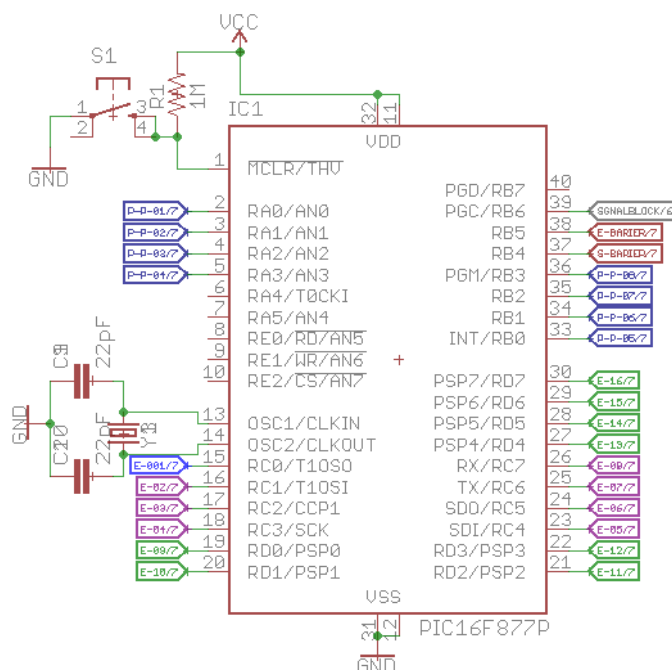 VCC
S1
R1
1M
1
2
3
4
GND
IC1
32
11
VDD
1
MCLR/THV
PGD/RB7
40
P-P-01/7
2
RA0/AN0
PGC/RB6
39
SGNALBLOCK/6
P-P-02/7
3
RA1/AN1
RB5
38
E-BARIER/7
P-P-03/7
4
RA2/AN2
RB4
37
S-BARIER/7
P-P-04/7
5
RA3/AN3
PGM/RB3
36
P-P-08/7
6
RA4/T0CKI
RB2
35
P-P-07/7
7
RA5/AN4
RB1
34
P-P-06/7
8
RE0/RD/AN5
INT/RB0
33
P-P-05/7
9
RE1/WR/AN6
10
RE2/CS/AN7
PSP7/RD7
30
E-16/7
PSP6/RD6
29
E-15/7
22pF
GND
22pF
13
OSC1/CLKIN
PSP5/RD5
28
E-14/7
14
OSC2/CLKOUT
PSP4/RD4
27
E-13/7
E-001/7
15
RC0/T1OSO
RX/RC7
26
E-08/7
E-02/7
16
RC1/T1OSI
TX/RC6
25
E-07/7
E-03/7
17
RC2/CCP1
SDO/RC5
24
E-06/7
E-04/7
18
RC3/SCK
SDI/RC4
23
E-05/7
E-09/7
19
RD0/PSP0
RD3/PSP3
22
E-12/7
E-10/7
20
RD1/PSP1
RD2/PSP2
21
E-11/7
VSS
31
12
PIC16F877P
GND